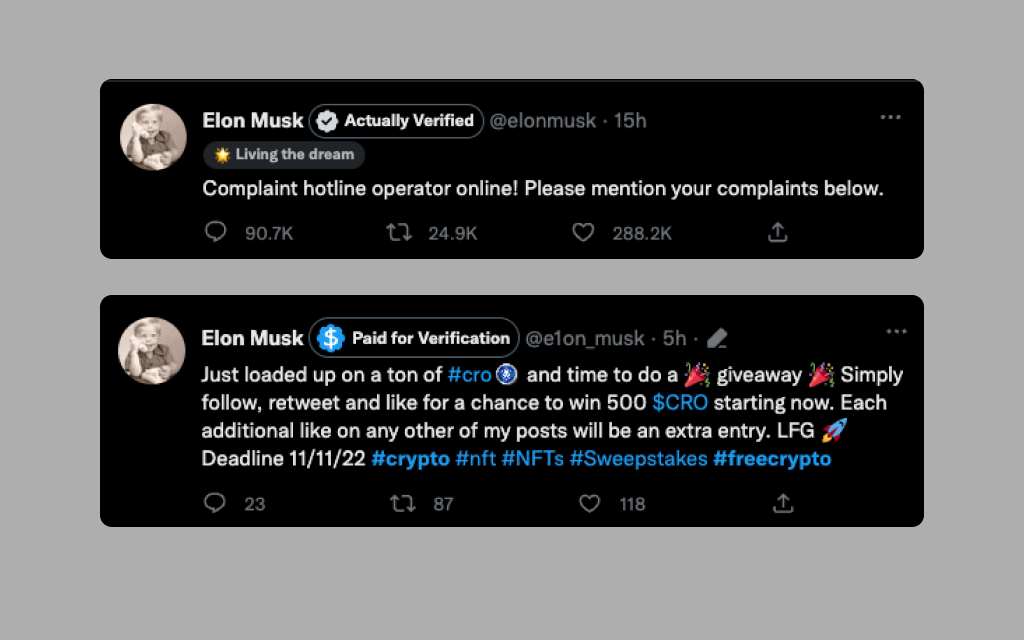 Elon Musk Actually Verified @elonmusk · 15h
🌟 Living the dream
Complaint hotline operator online! Please mention your complaints below.
90.7K 24.9K 288.2K
Elon Musk $ Paid for Verification @e1on_musk · 5h ·
Just loaded up on a ton of #cro and time to do a 🎉 giveaway 🎉 Simply
follow, retweet and like for a chance to win 500 $CRO starting now. Each
additional like on any other of my posts will be an extra entry. LFG 🚀
Deadline 11/11/22 #crypto #nft #NFTs #Sweepstakes #freecrypto
23 87 118